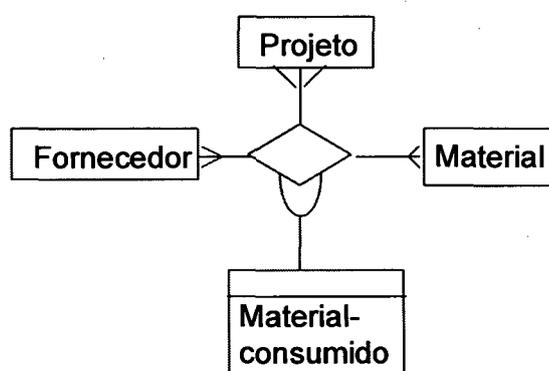 Projeto
Fornecedor
Material
Material-
consumido